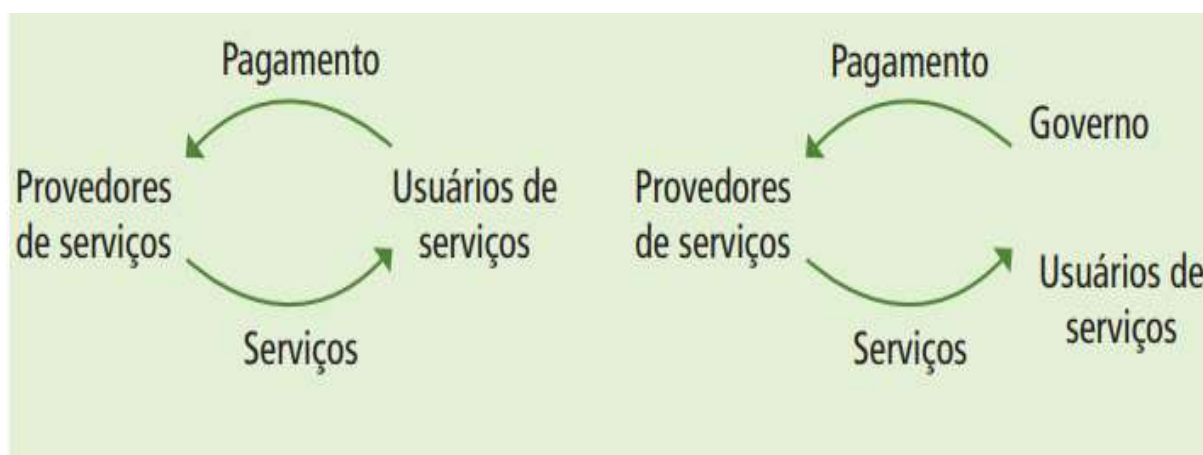 Pagamento
Provedores
de serviços
Usuários de
serviços
Serviços
Pagamento
Governo
Provedores
de serviços
Usuários de
serviços
Serviços